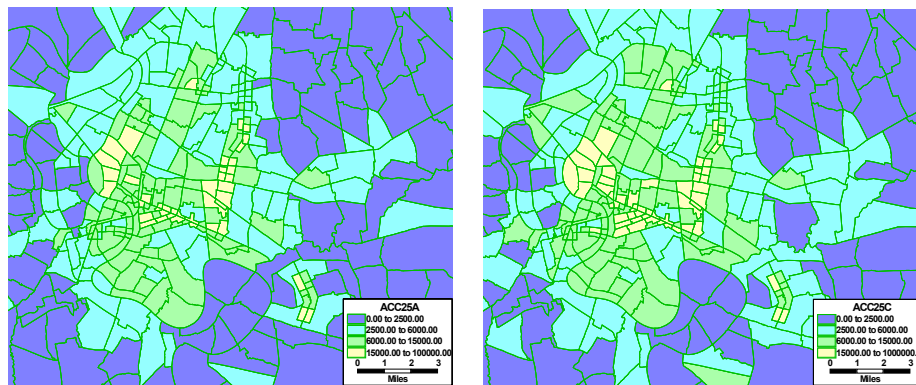 ACC25A
0.00 to 2500.00
2500.00 to 6000.00
6000.00 to 15000.00
15000.00 to 100000.00
0 1 2 3
Miles
ACC25C
0.00 to 2500.00
2500.00 to 6000.00
6000.00 to 15000.00
15000.00 to 100000.
0 1 2 3
Miles